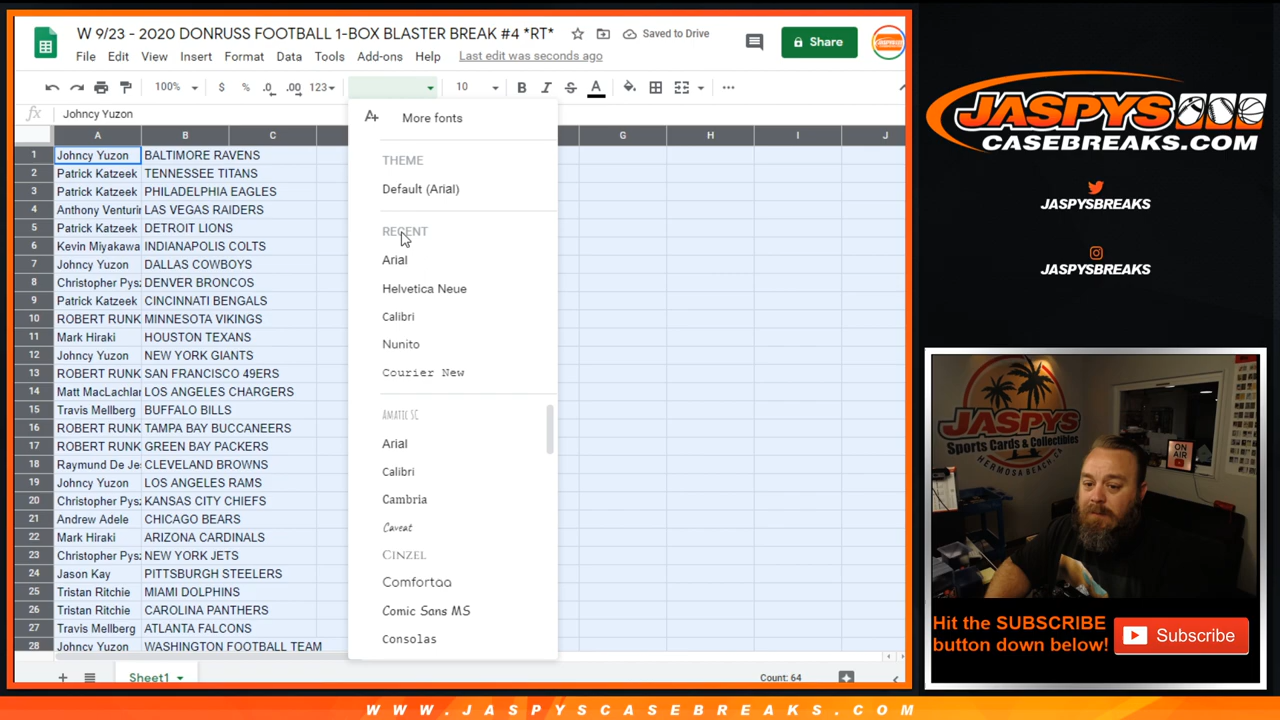 W 9/23 - 2020 DONRUSS FOOTBALL 1-BOX BLASTER BREAK #4 *RT*
Saved to Drive
Share
File Edit View Insert Format Data Tools Add-ons Help Last edit was seconds ago
100% $ % .0 .00 123 10 B I S A
fx Johncy Yuzon
A B C G H I J
1 Johncy Yuzon BALTIMORE RAVENS
2 Patrick Katzeek TENNESSEE TITANS
3 Patrick Katzeek PHILADELPHIA EAGLES
4 Anthony Venturin LAS VEGAS RAIDERS
5 Patrick Katzeek DETROIT LIONS
6 Kevin Miyakawa INDIANAPOLIS COLTS
7 Johncy Yuzon DALLAS COWBOYS
8 Christopher Pysz DENVER BRONCOS
9 Patrick Katzeek CINCINNATI BENGALS
10 ROBERT RUNK MINNESOTA VIKINGS
11 Mark Hiraki HOUSTON TEXANS
12 Johncy Yuzon NEW YORK GIANTS
13 ROBERT RUNK SAN FRANCISCO 49ERS
14 Matt MacLachlan LOS ANGELES CHARGERS
15 Travis Mellberg BUFFALO BILLS
16 ROBERT RUNK TAMPA BAY BUCCANEERS
17 ROBERT RUNK GREEN BAY PACKERS
18 Raymund De Je CLEVELAND BROWNS
19 Johncy Yuzon LOS ANGELES RAMS
20 Christopher Pysz KANSAS CITY CHIEFS
21 Andrew Adele CHICAGO BEARS
22 Mark Hiraki ARIZONA CARDINALS
23 Christopher Pysz NEW YORK JETS
24 Jason Kay PITTSBURGH STEELERS
25 Tristan Ritchie MIAMI DOLPHINS
26 Tristan Ritchie CAROLINA PANTHERS
27 Travis Mellberg ATLANTA FALCONS
28 Johncy Yuzon WASHINGTON FOOTBALL TEAM
More fonts
THEME
Default (Arial)
RECENT
Arial
Helvetica Neue
Calibri
Nunito
Courier New
AMATIC SC
Arial
Calibri
Cambria
Caveat
CINZEL
Comfortaa
Comic Sans MS
Consolas
Sheet1
Count: 64
JASPYS
CASEBREAKS.COM
JASPYSBREAKS
JASPYSBREAKS
JASPYS
Sports Cards & Collectibles
HERMOSA BEACH, CA
ON
AIR
Hit the SUBSCRIBE
button down below!
Subscribe
WWW.JASPYSCASEBREAKS.COM